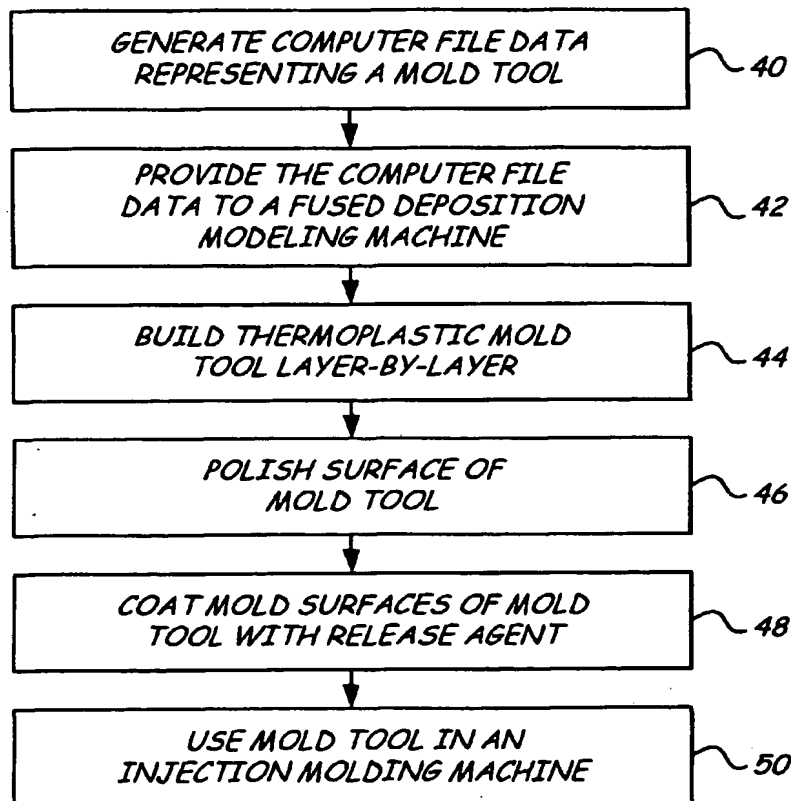 GENERATE COMPUTER FILE DATA
REPRESENTING A MOLD TOOL
40
PROVIDE THE COMPUTER FILE
DATA TO A FUSED DEPOSITION
MODELING MACHINE
42
BUILD THERMOPLASTIC MOLD
TOOL LAYER-BY-LAYER
44
POLISH SURFACE OF
MOLD TOOL
46
COAT MOLD SURFACES OF MOLD
TOOL WITH RELEASE AGENT
48
USE MOLD TOOL IN AN
INJECTION MOLDING MACHINE
50